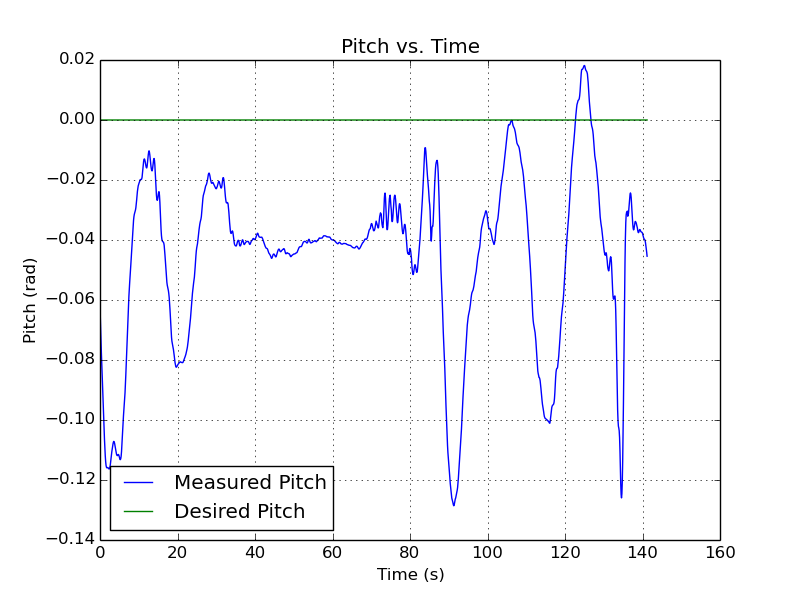 Pitch vs. Time
0.02
0.00
−0.02
−0.04
−0.06
−0.08
−0.10
−0.12
−0.14
Pitch (rad)
Measured Pitch
Desired Pitch
0 20 40 60 80 100 120 140 160
Time (s)